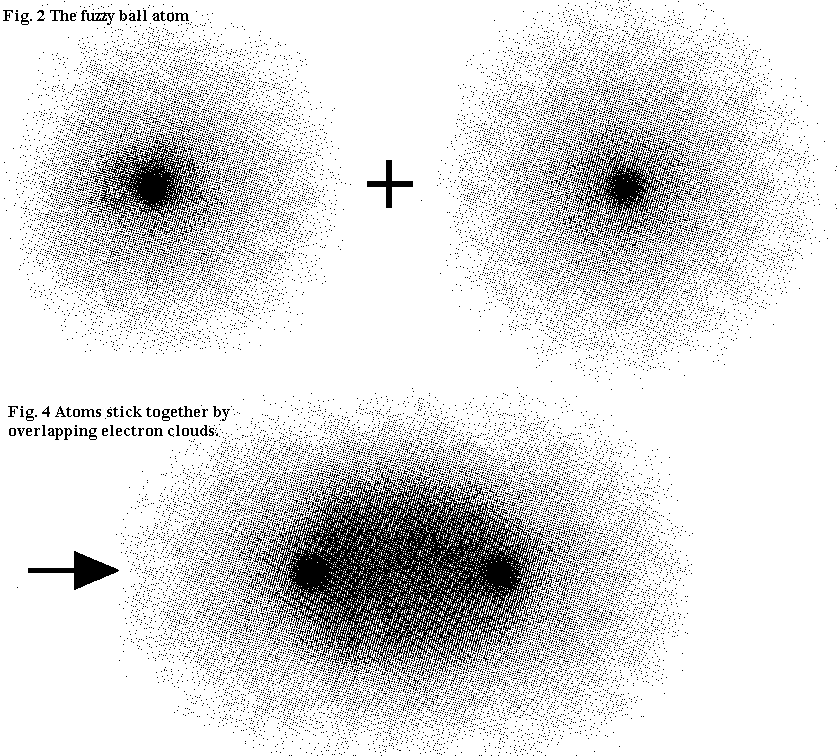 Fig. 2 The fuzzy ball atom
+
Fig. 4 Atoms stick together by
overlapping electron clouds.